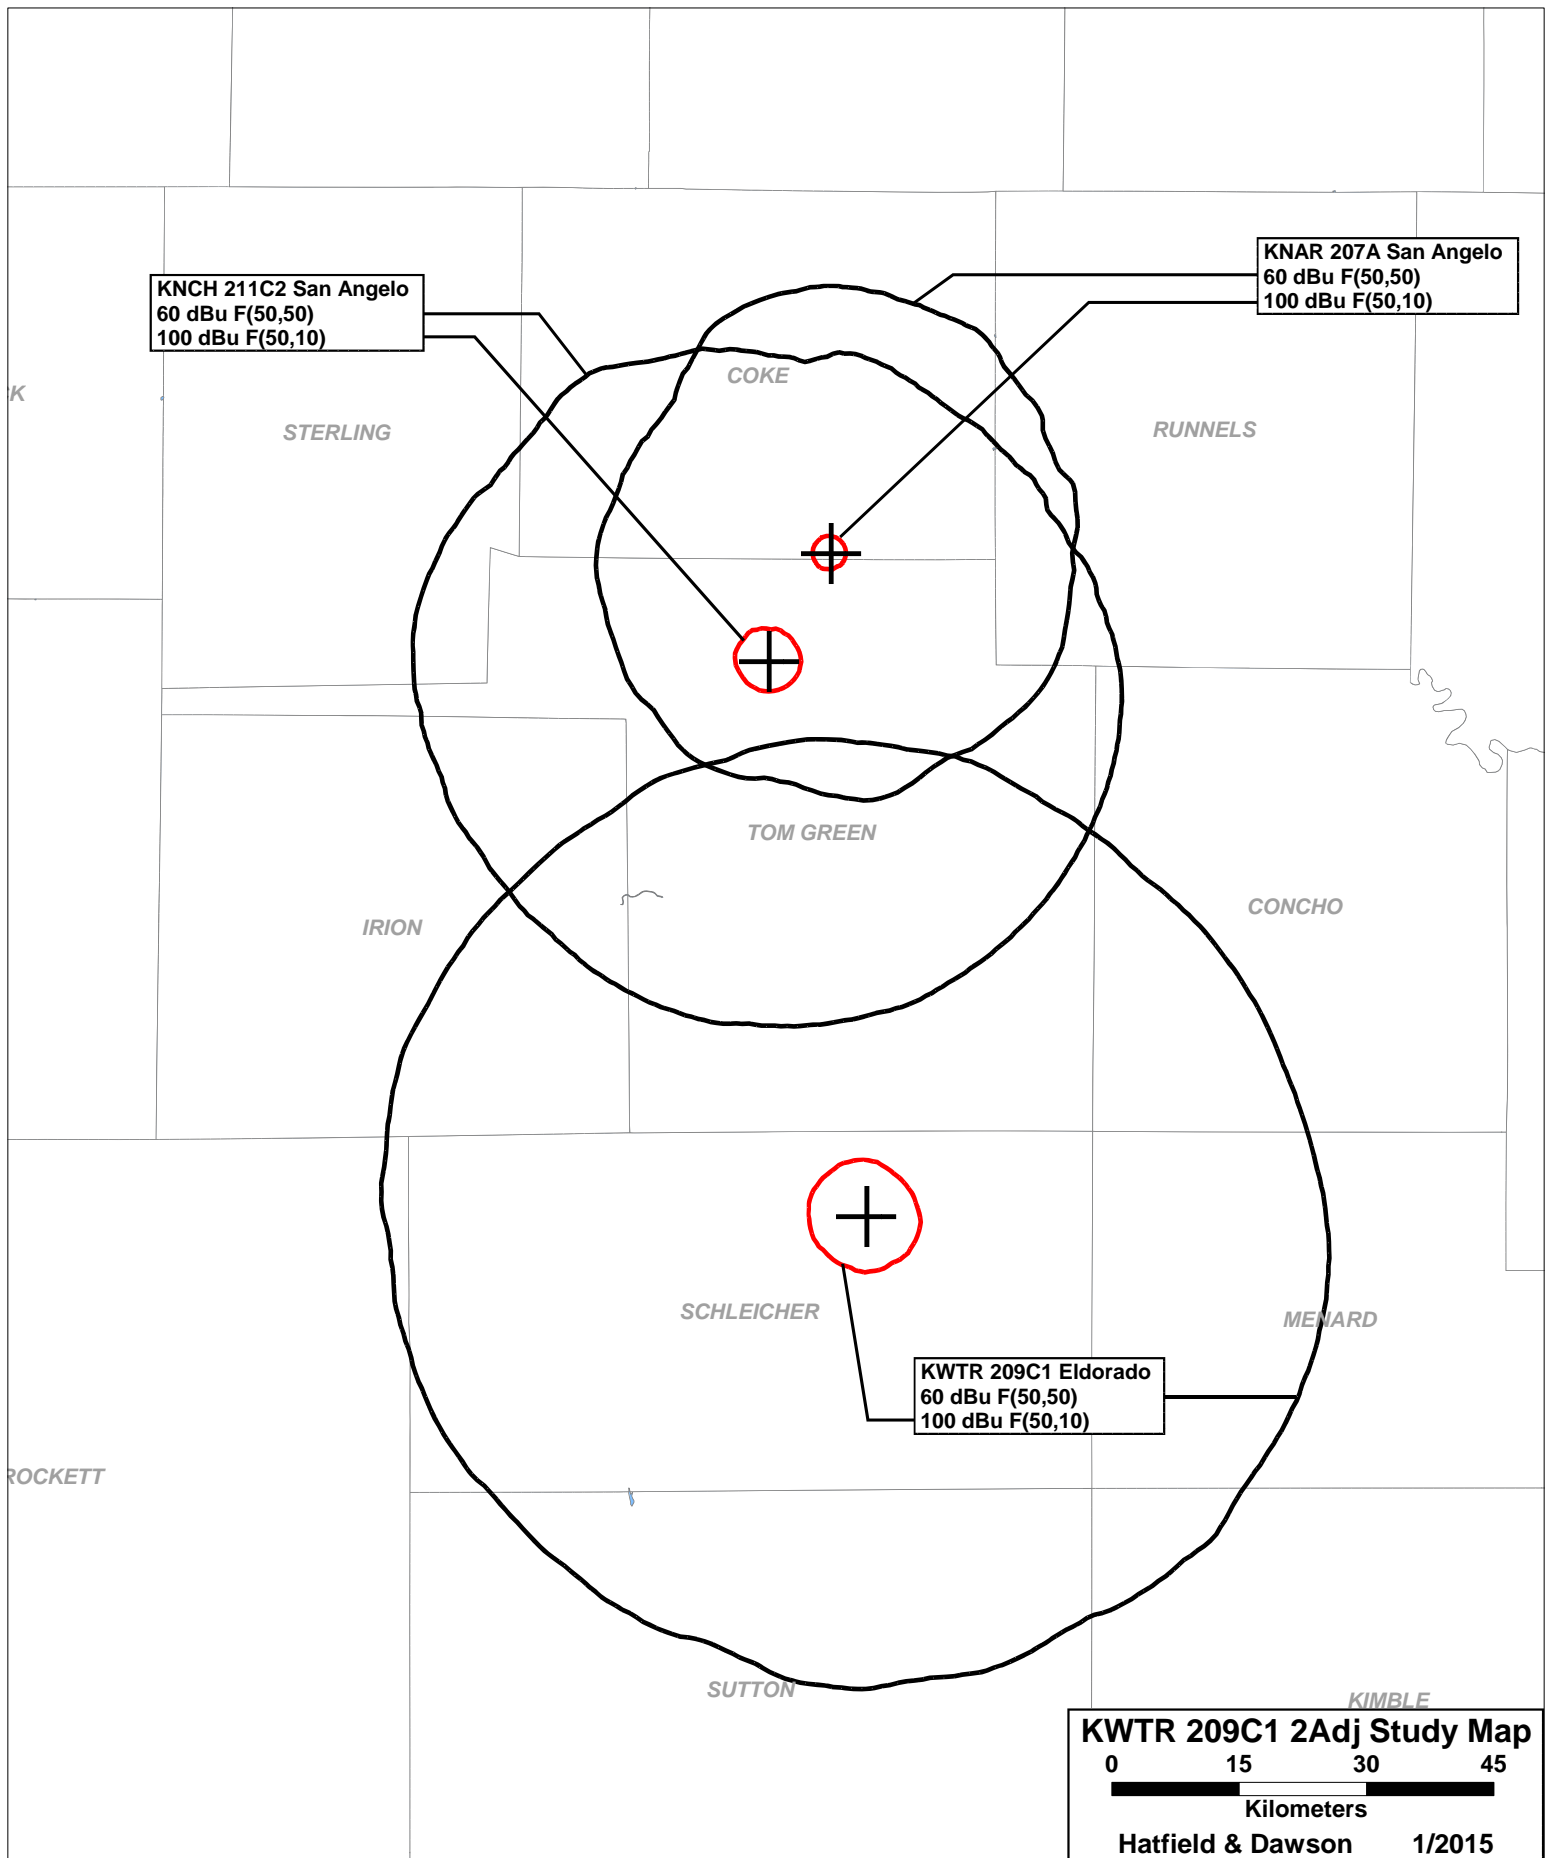 KNAR 207A San Angelo
60 dBu F(50,50)
100 dBu F(50,10)
KNCH 211C2 San Angelo
60 dBu F(50,50)
100 dBu F(50,10)
COKE
CK
STERLING
RUNNELS
TOM GREEN
CONCHO
IRION
SCHLEICHER
MENARD
KWTR 209C1 Eldorado
60 dBu F(50,50)
100 dBu F(50,10)
ROCKETT
SUTTON
KIMBLE
KWTR 209C1 2Adj Study Map
0 15 30 45
Kilometers
Hatfield & Dawson 1/2015